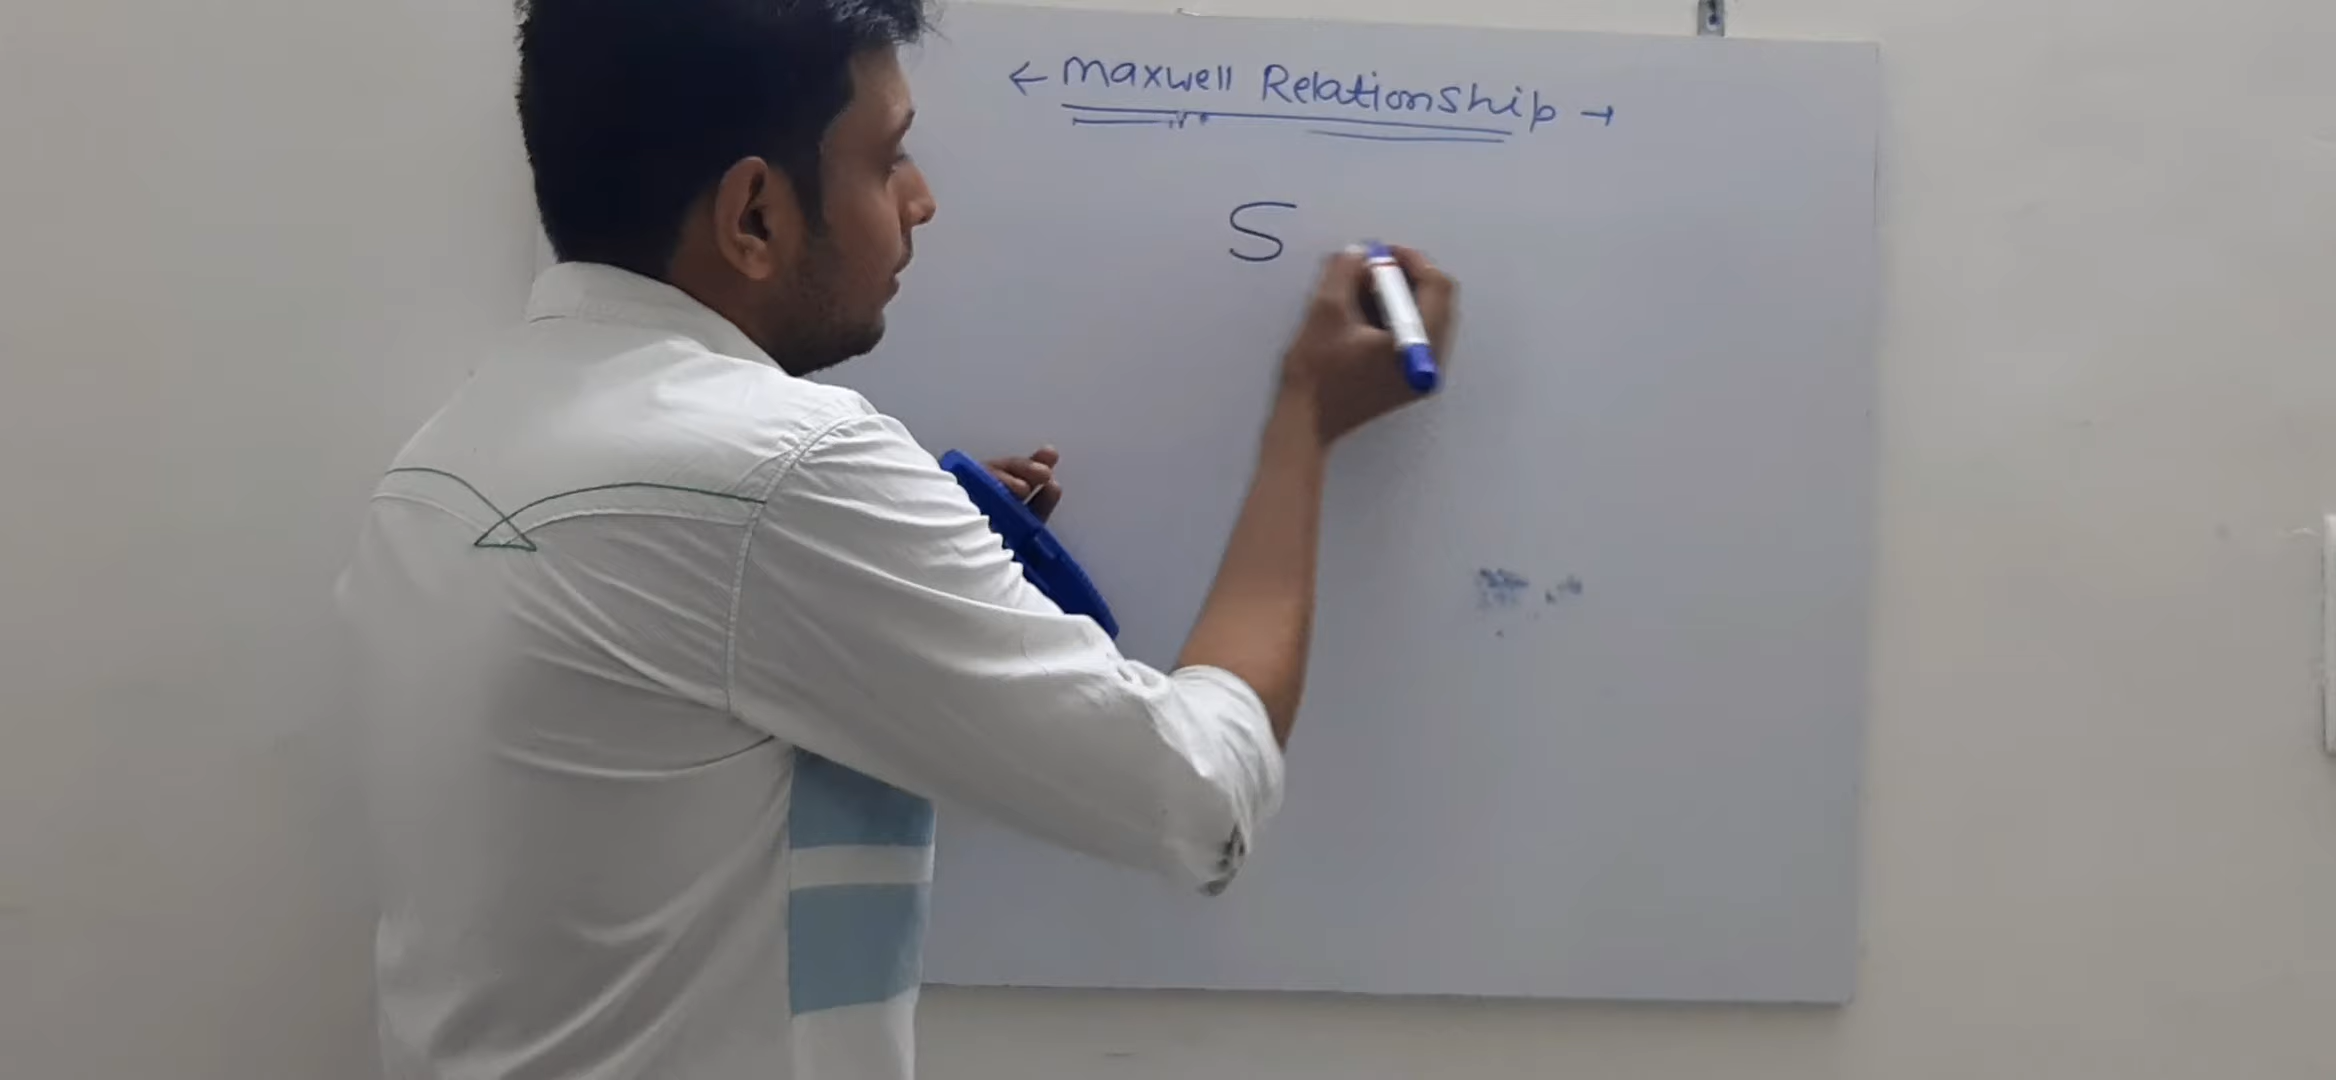 ← Maxwell Relationship →
S